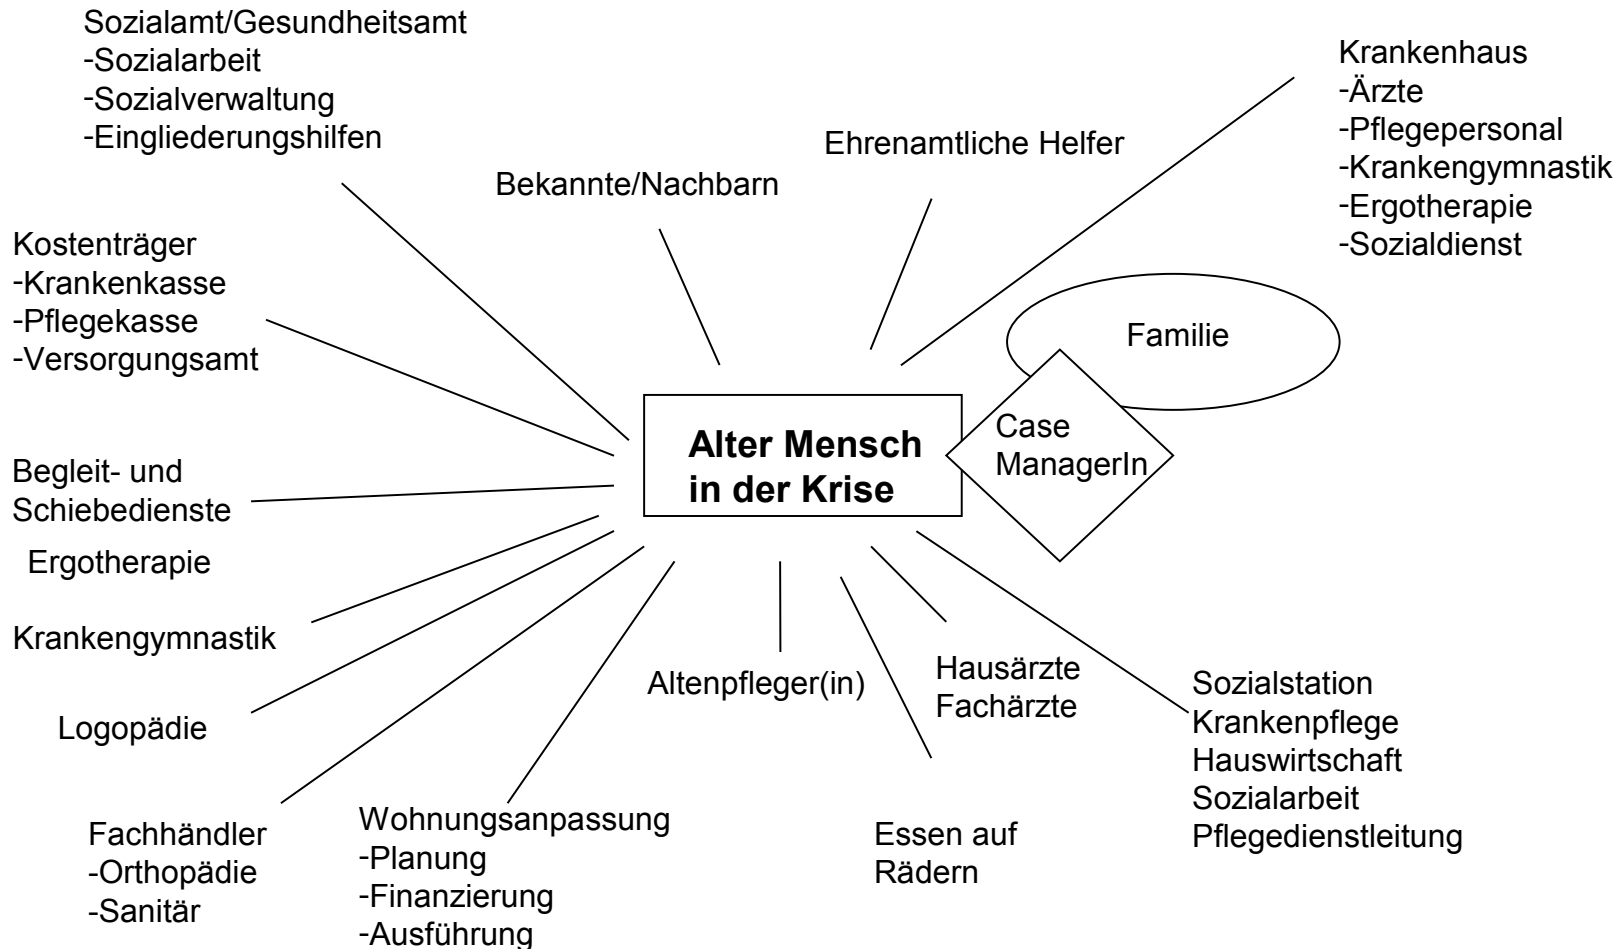 Sozialamt/Gesundheitsamt
-Sozialarbeit
-Sozialverwaltung
-Eingliederungshilfen
Bekannte/Nachbarn
Ehrenamtliche Helfer
Krankenhaus
-Ärzte
-Pflegepersonal
-Krankengymnastik
-Ergotherapie
-Sozialdienst
Kostenträger
-Krankenkasse
-Pflegekasse
-Versorgungsamt
Familie
Alter Mensch
in der Krise
Case
ManagerIn
Begleit- und
Schiebedienste
Ergotherapie
Krankengymnastik
Logopädie
Fachhändler
-Orthopädie
-Sanitär
Wohnungsanpassung
-Planung
-Finanzierung
-Ausführung
Altenpfleger(in)
Hausärzte
Fachärzte
Essen auf
Rädern
Sozialstation
Krankenpflege
Hauswirtschaft
Sozialarbeit
Pflegedienstleitung